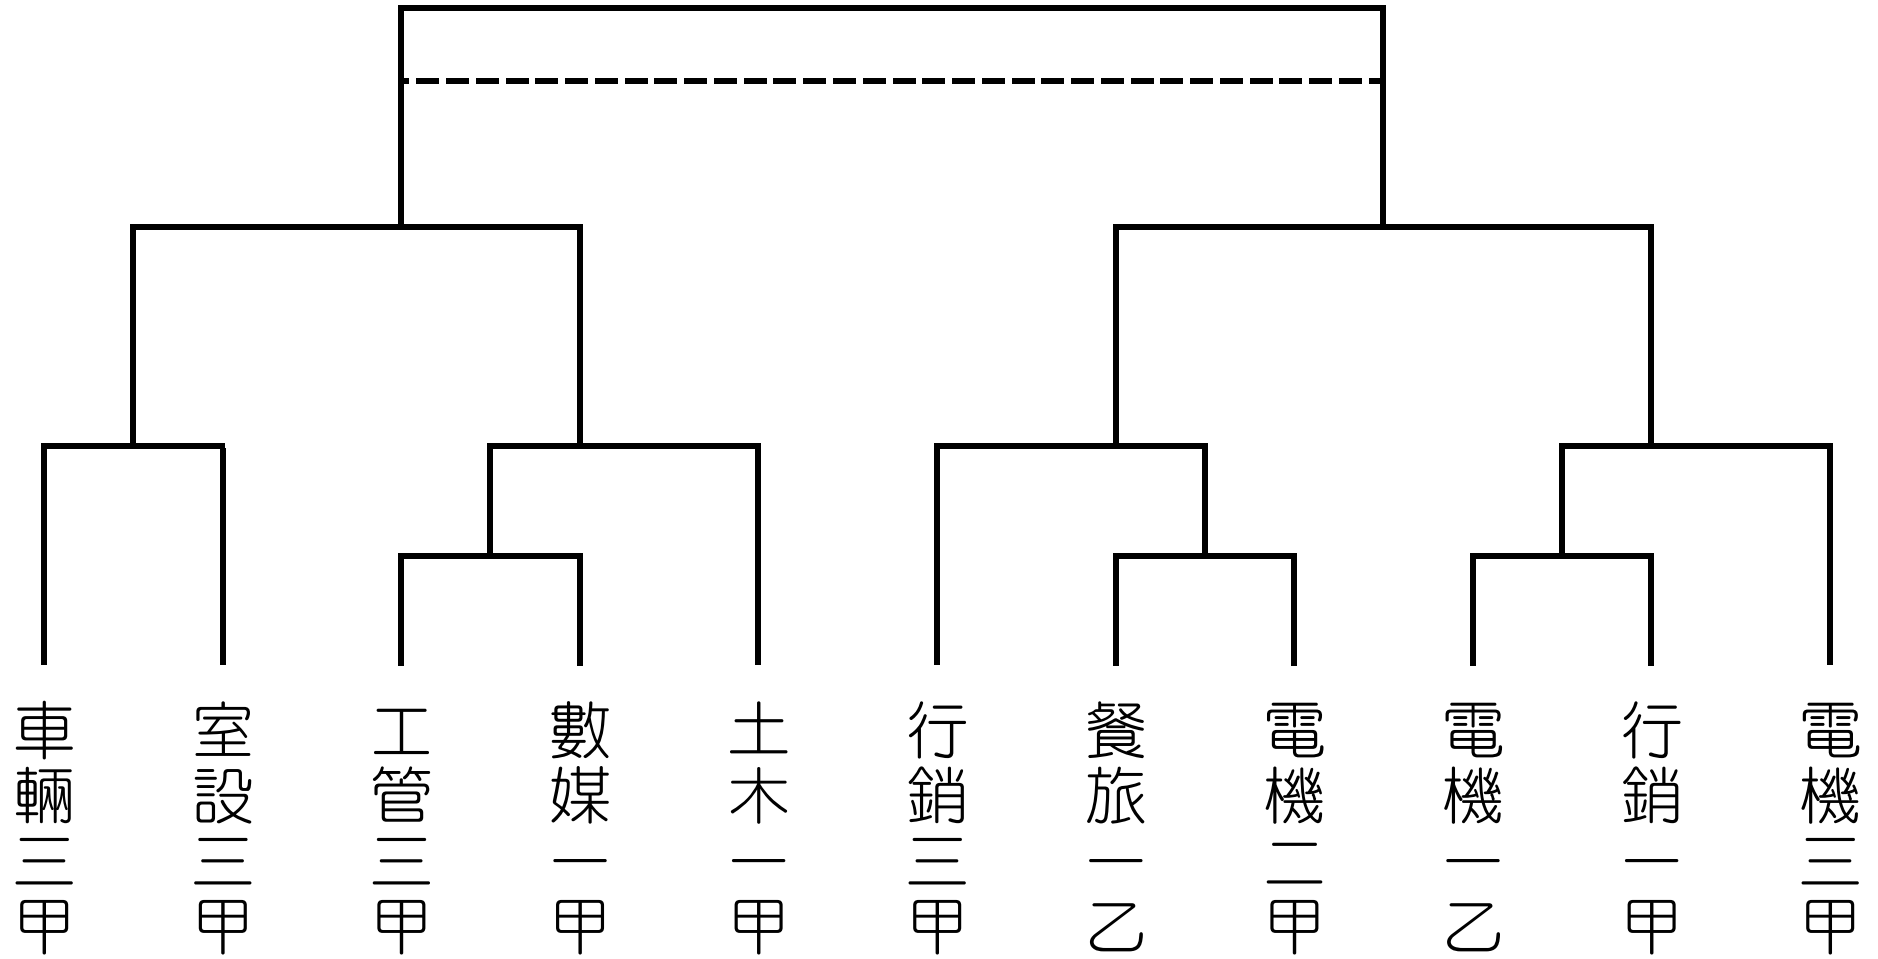 車輛三甲
室設三甲
工管三甲
數媒一甲
土木一甲
行銷三甲
餐旅一乙
電機二甲
電機一乙
行銷一甲
電機三甲